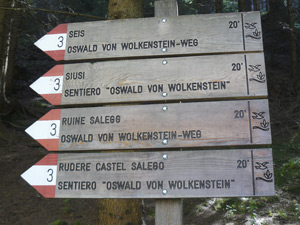 3 SEIS 20'
OSWALD VON WOLKENSTEIN-WEG
3 SIUSI 20'
SENTIERO "OSWALD VON WOLKENSTEIN"
3 RUINE SALEGG 20'
OSWALD VON WOLKENSTEIN-WEG
3 RUDERE CASTEL SALEGO 20'
SENTIERO "OSWALD VON WOLKENSTEIN"